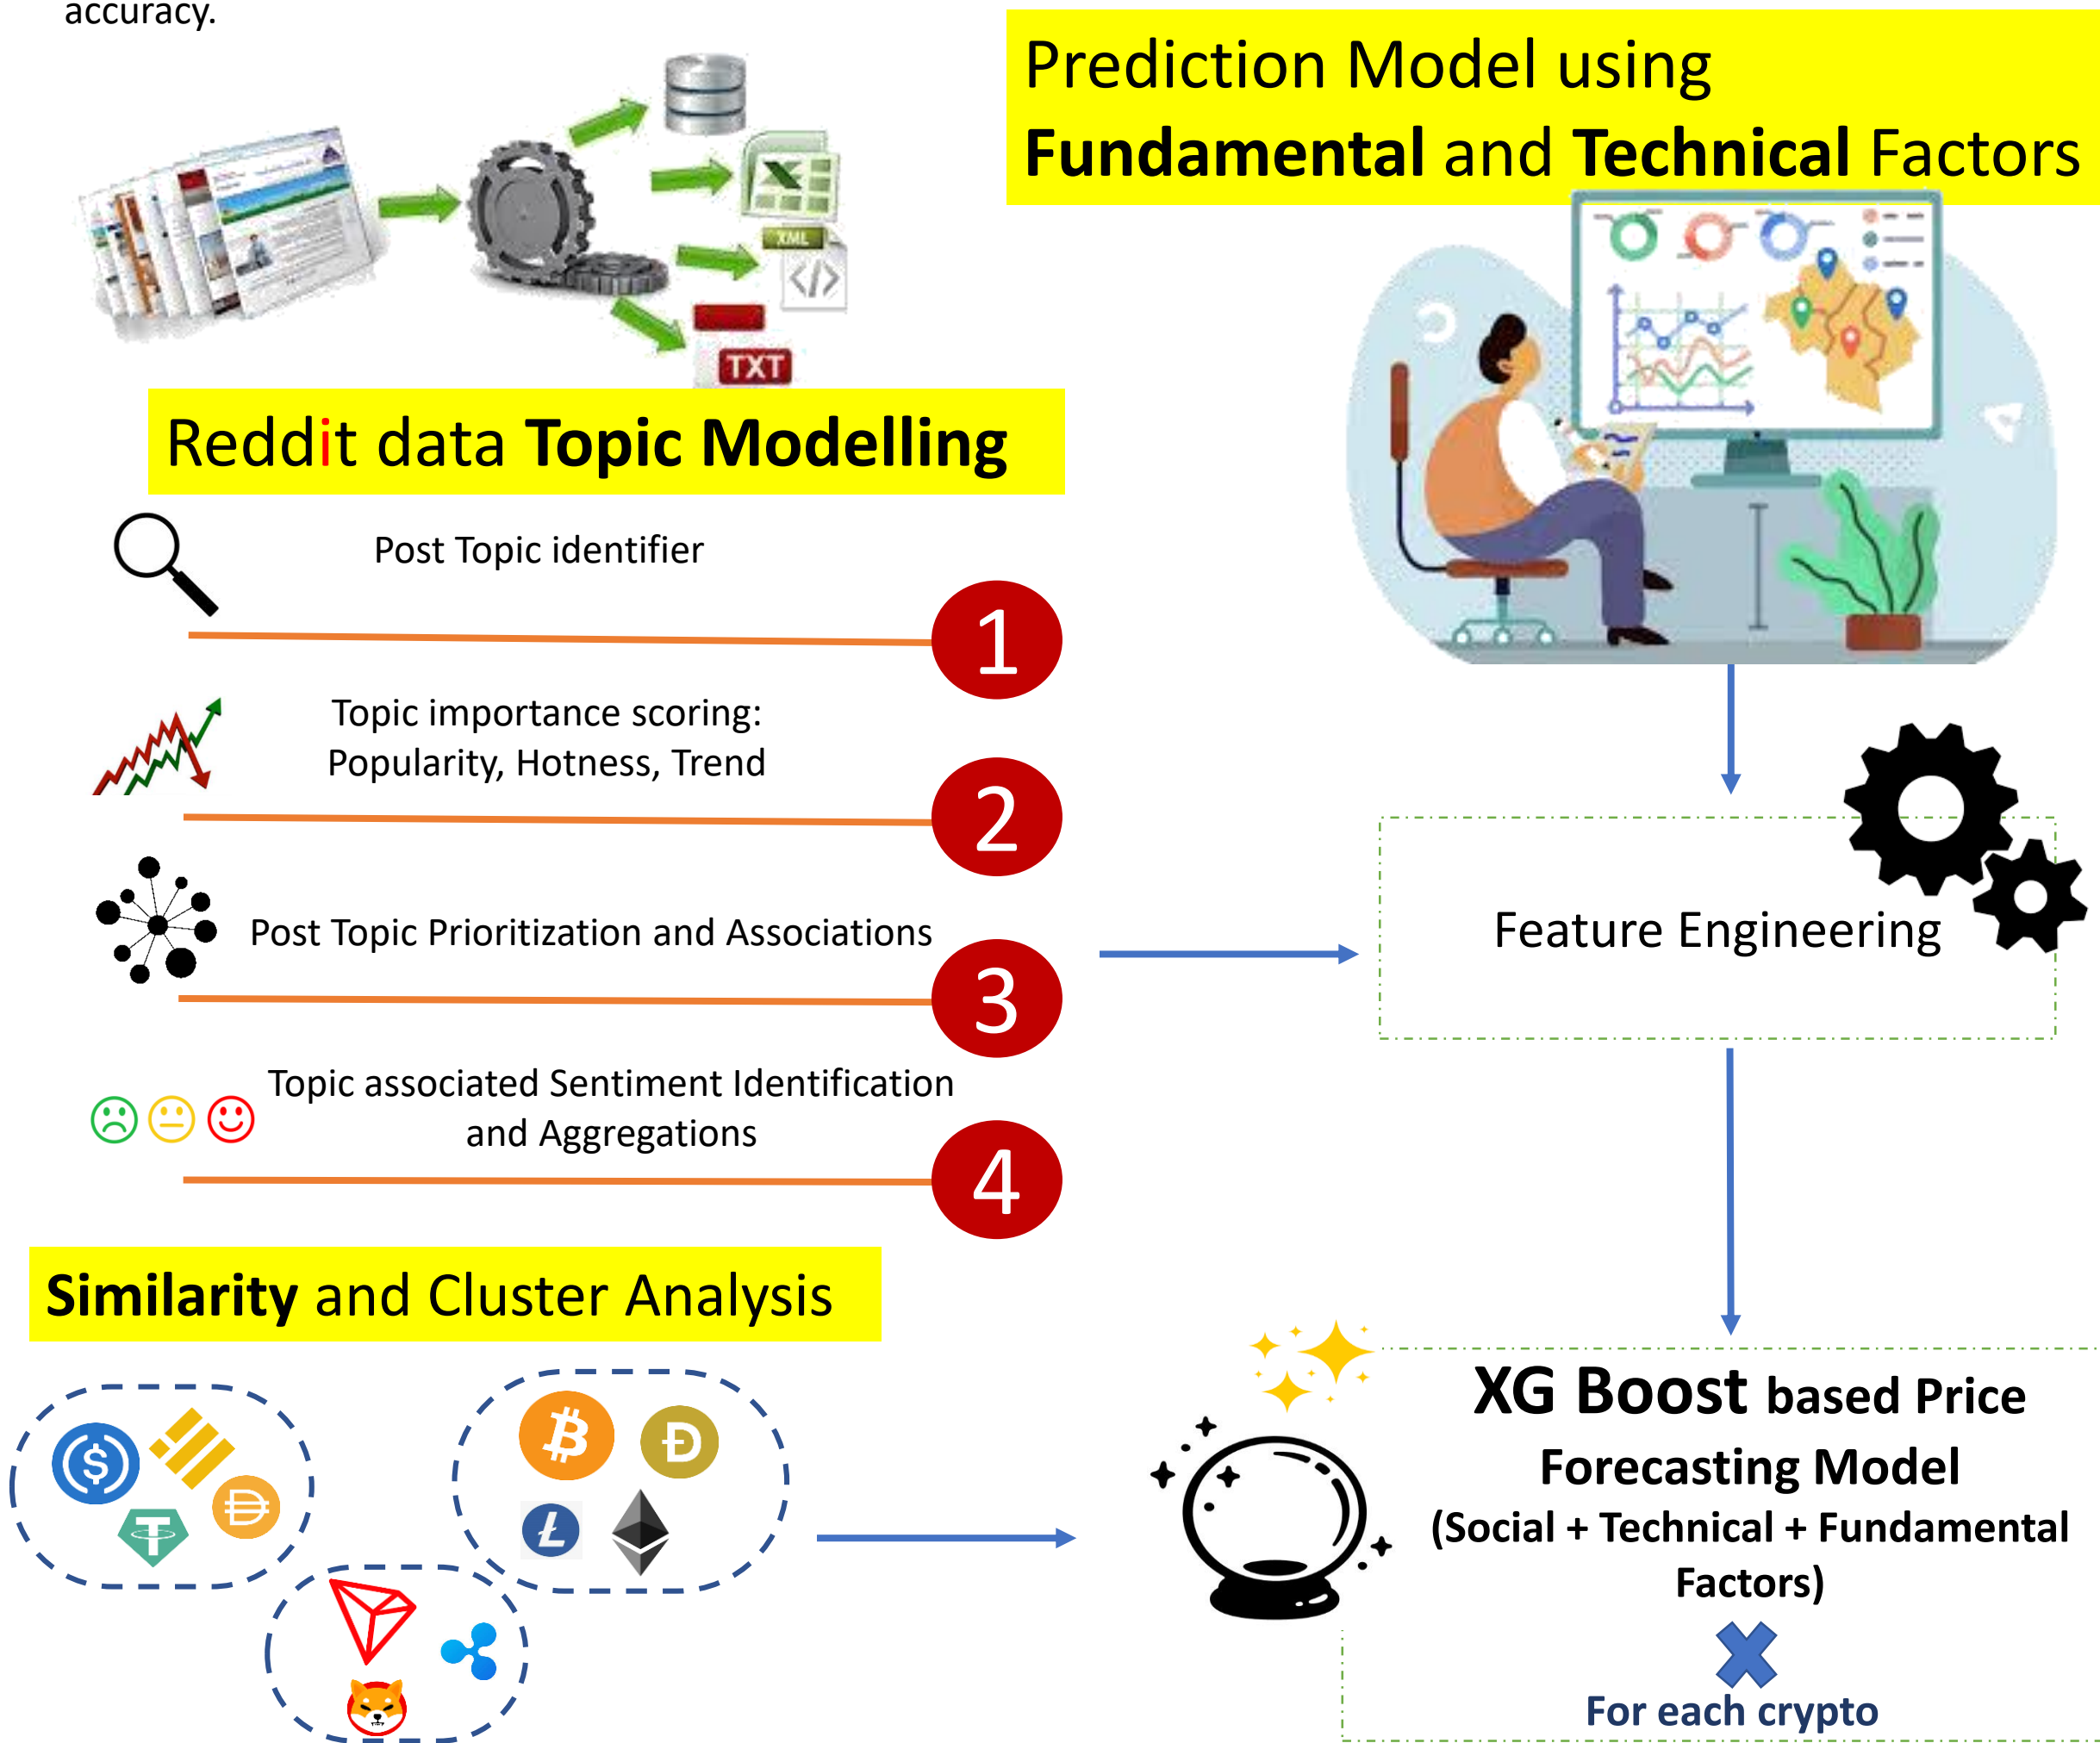 accuracy.
XML
</>
TXT
Reddit data Topic Modelling
Post Topic identifier
1
Topic importance scoring:
Popularity, Hotness, Trend
2
Post Topic Prioritization and Associations
3
Topic associated Sentiment Identification
and Aggregations
4
Similarity and Cluster Analysis
Prediction Model using
Fundamental and Technical Factors
Feature Engineering
XG Boost based Price
Forecasting Model
(Social + Technical + Fundamental
Factors)
For each crypto